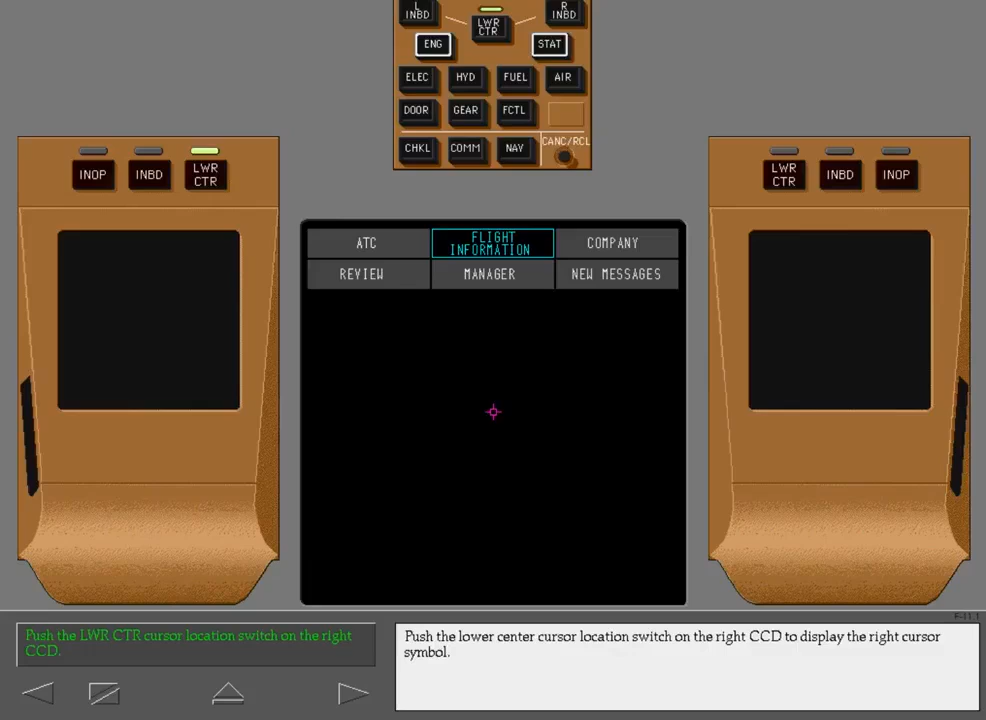 L
INBD
LWR
CTR
R
INBD
ENG
STAT
ELEC
HYD
FUEL
AIR
DOOR
GEAR
FCTL
CANC/RCL
CHKL
COMM
NAV
INOP
INBD
LWR
CTR
LWR
CTR
INBD
INOP
ATC
FLIGHT
INFORMATION
COMPANY
REVIEW
MANAGER
NEW MESSAGES
Push the LWR CTR cursor location switch on the right
CCD.
Push the lower center cursor location switch on the right CCD to display the right cursor
symbol.